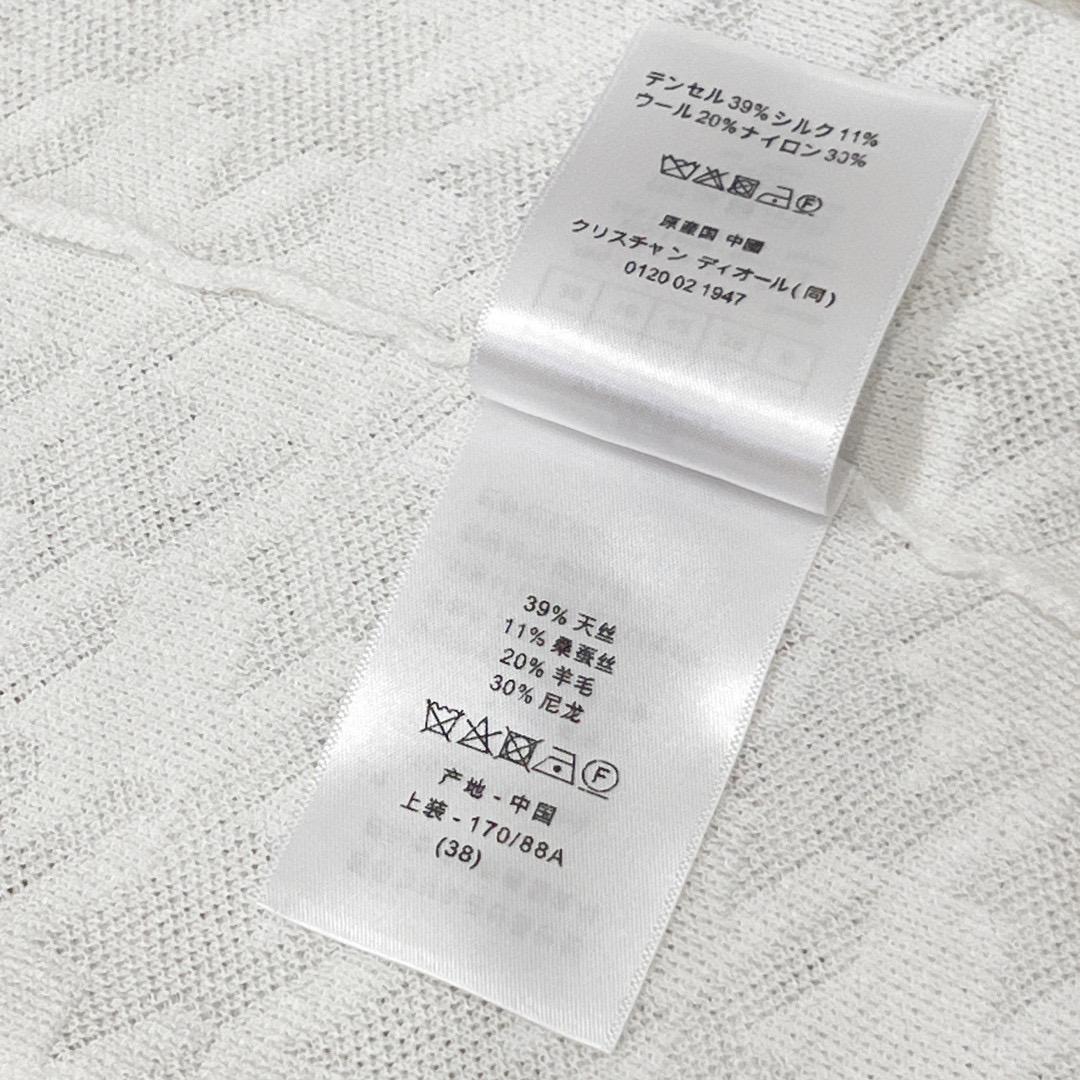 テンセル 39% シルク 11%
ウール 20% ナイロン 30%
F
原産国 中國
クリスチャン ディオール(同)
0120 02 1947
39% 天丝
11% 桑蚕丝
20% 羊毛
30% 尼龙
F
产地 - 中国
上装 - 170/88A
(38)